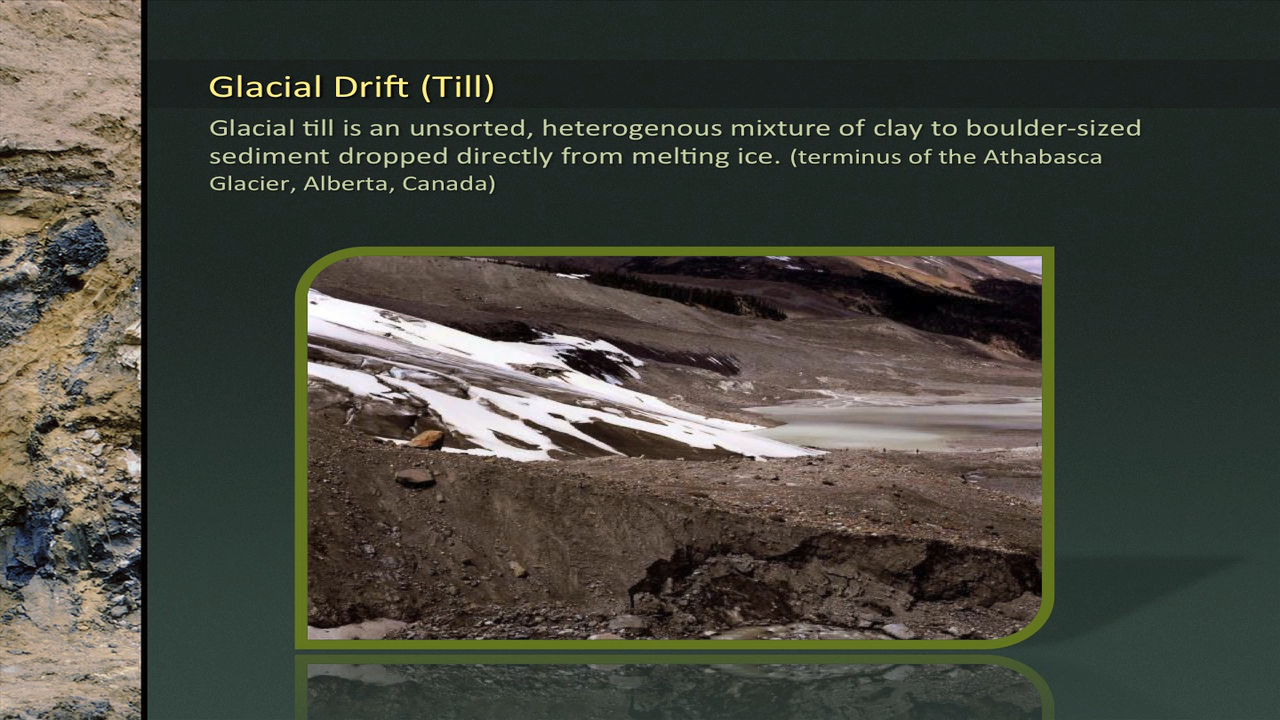 Glacial Drift (Till)
Glacial till is an unsorted, heterogenous mixture of clay to boulder-sized
sediment dropped directly from melting ice. (terminus of the Athabasca
Glacier, Alberta, Canada)